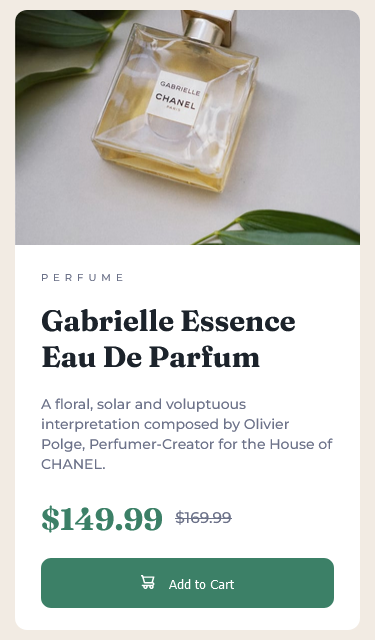 GABRIELLE
CHANEL
PARIS
PERFUME
Gabrielle Essence
Eau De Parfum
A floral, solar and voluptuous
interpretation composed by Olivier
Polge, Perfumer-Creator for the House of
CHANEL.
$149.99 $169.99
Add to Cart